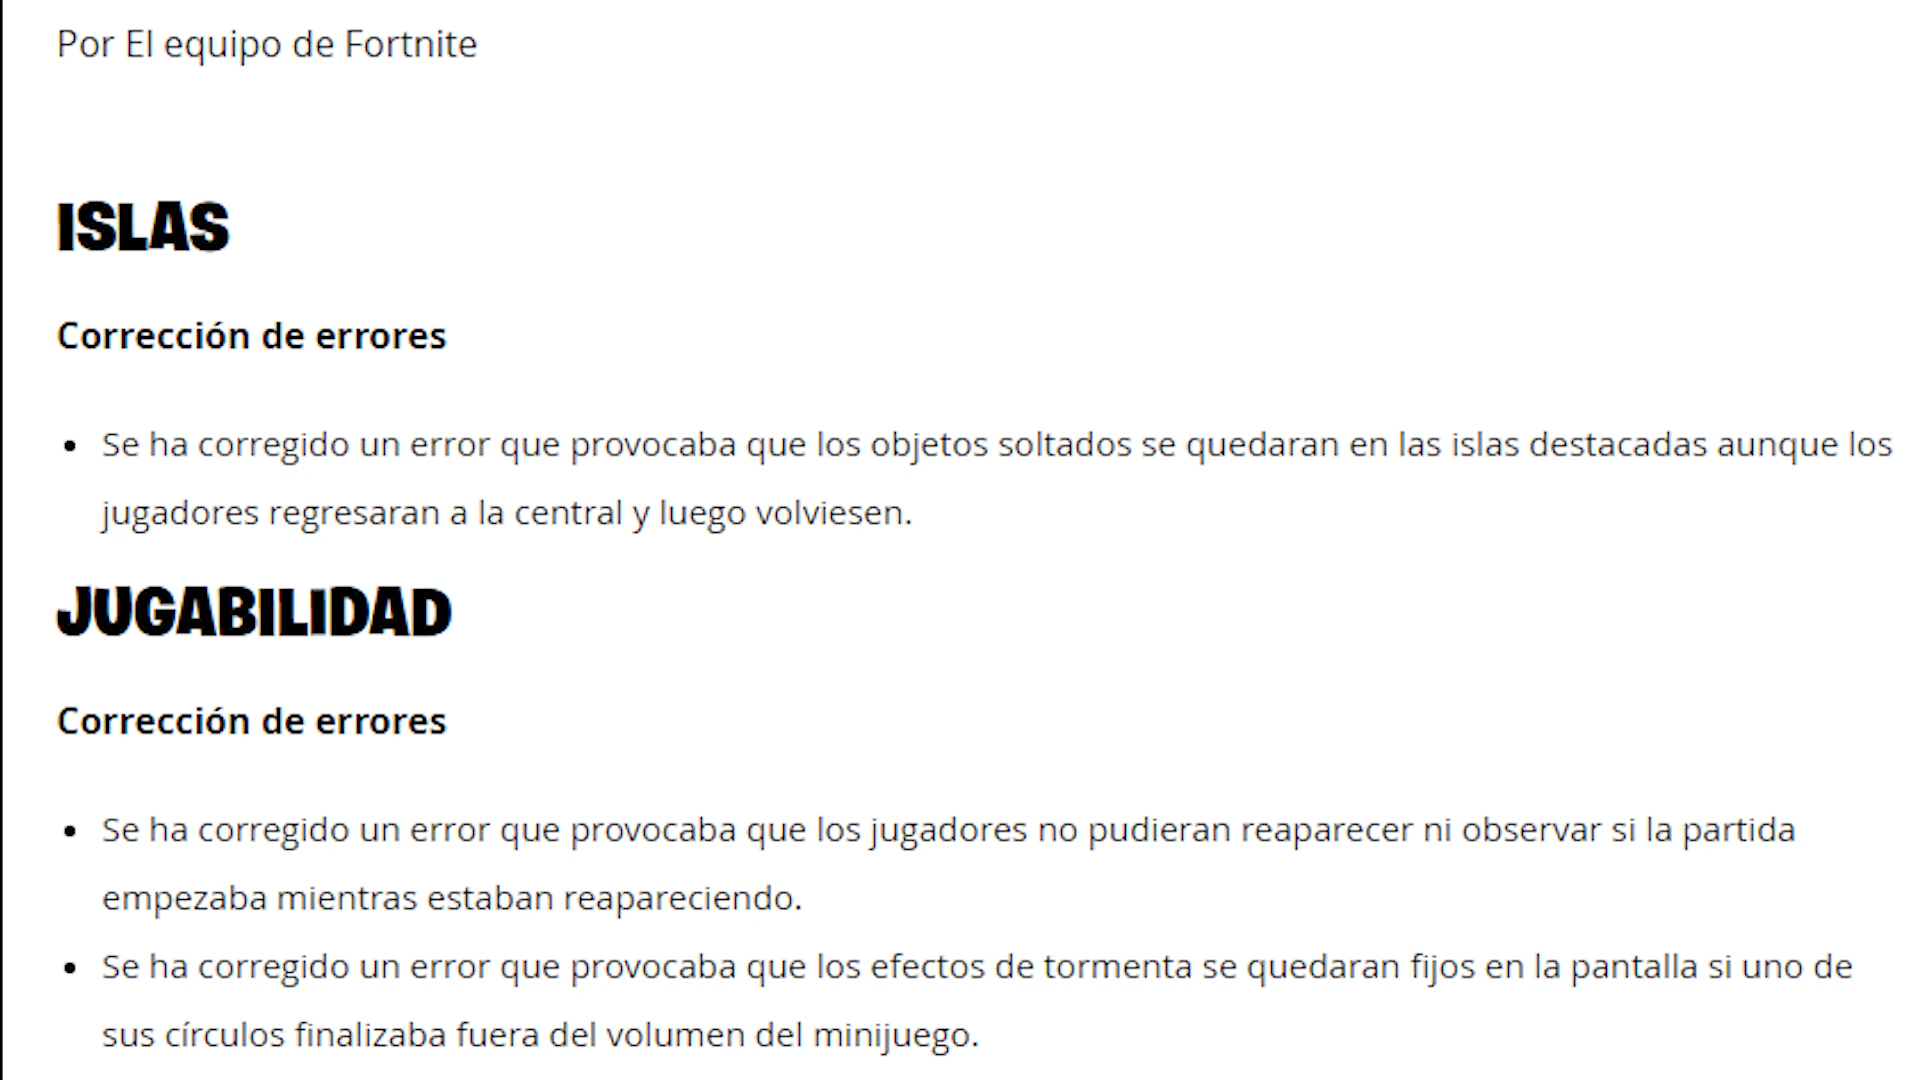 Por El equipo de Fortnite
ISLAS
Corrección de errores
• Se ha corregido un error que provocaba que los objetos soltados se quedaran en las islas destacadas aunque los
jugadores regresaran a la central y luego volviesen.
JUGABILIDAD
Corrección de errores
• Se ha corregido un error que provocaba que los jugadores no pudieran reaparecer ni observar si la partida
empezaba mientras estaban reapareciendo.
• Se ha corregido un error que provocaba que los efectos de tormenta se quedaran fijos en la pantalla si uno de
sus círculos finalizaba fuera del volumen del minijuego.